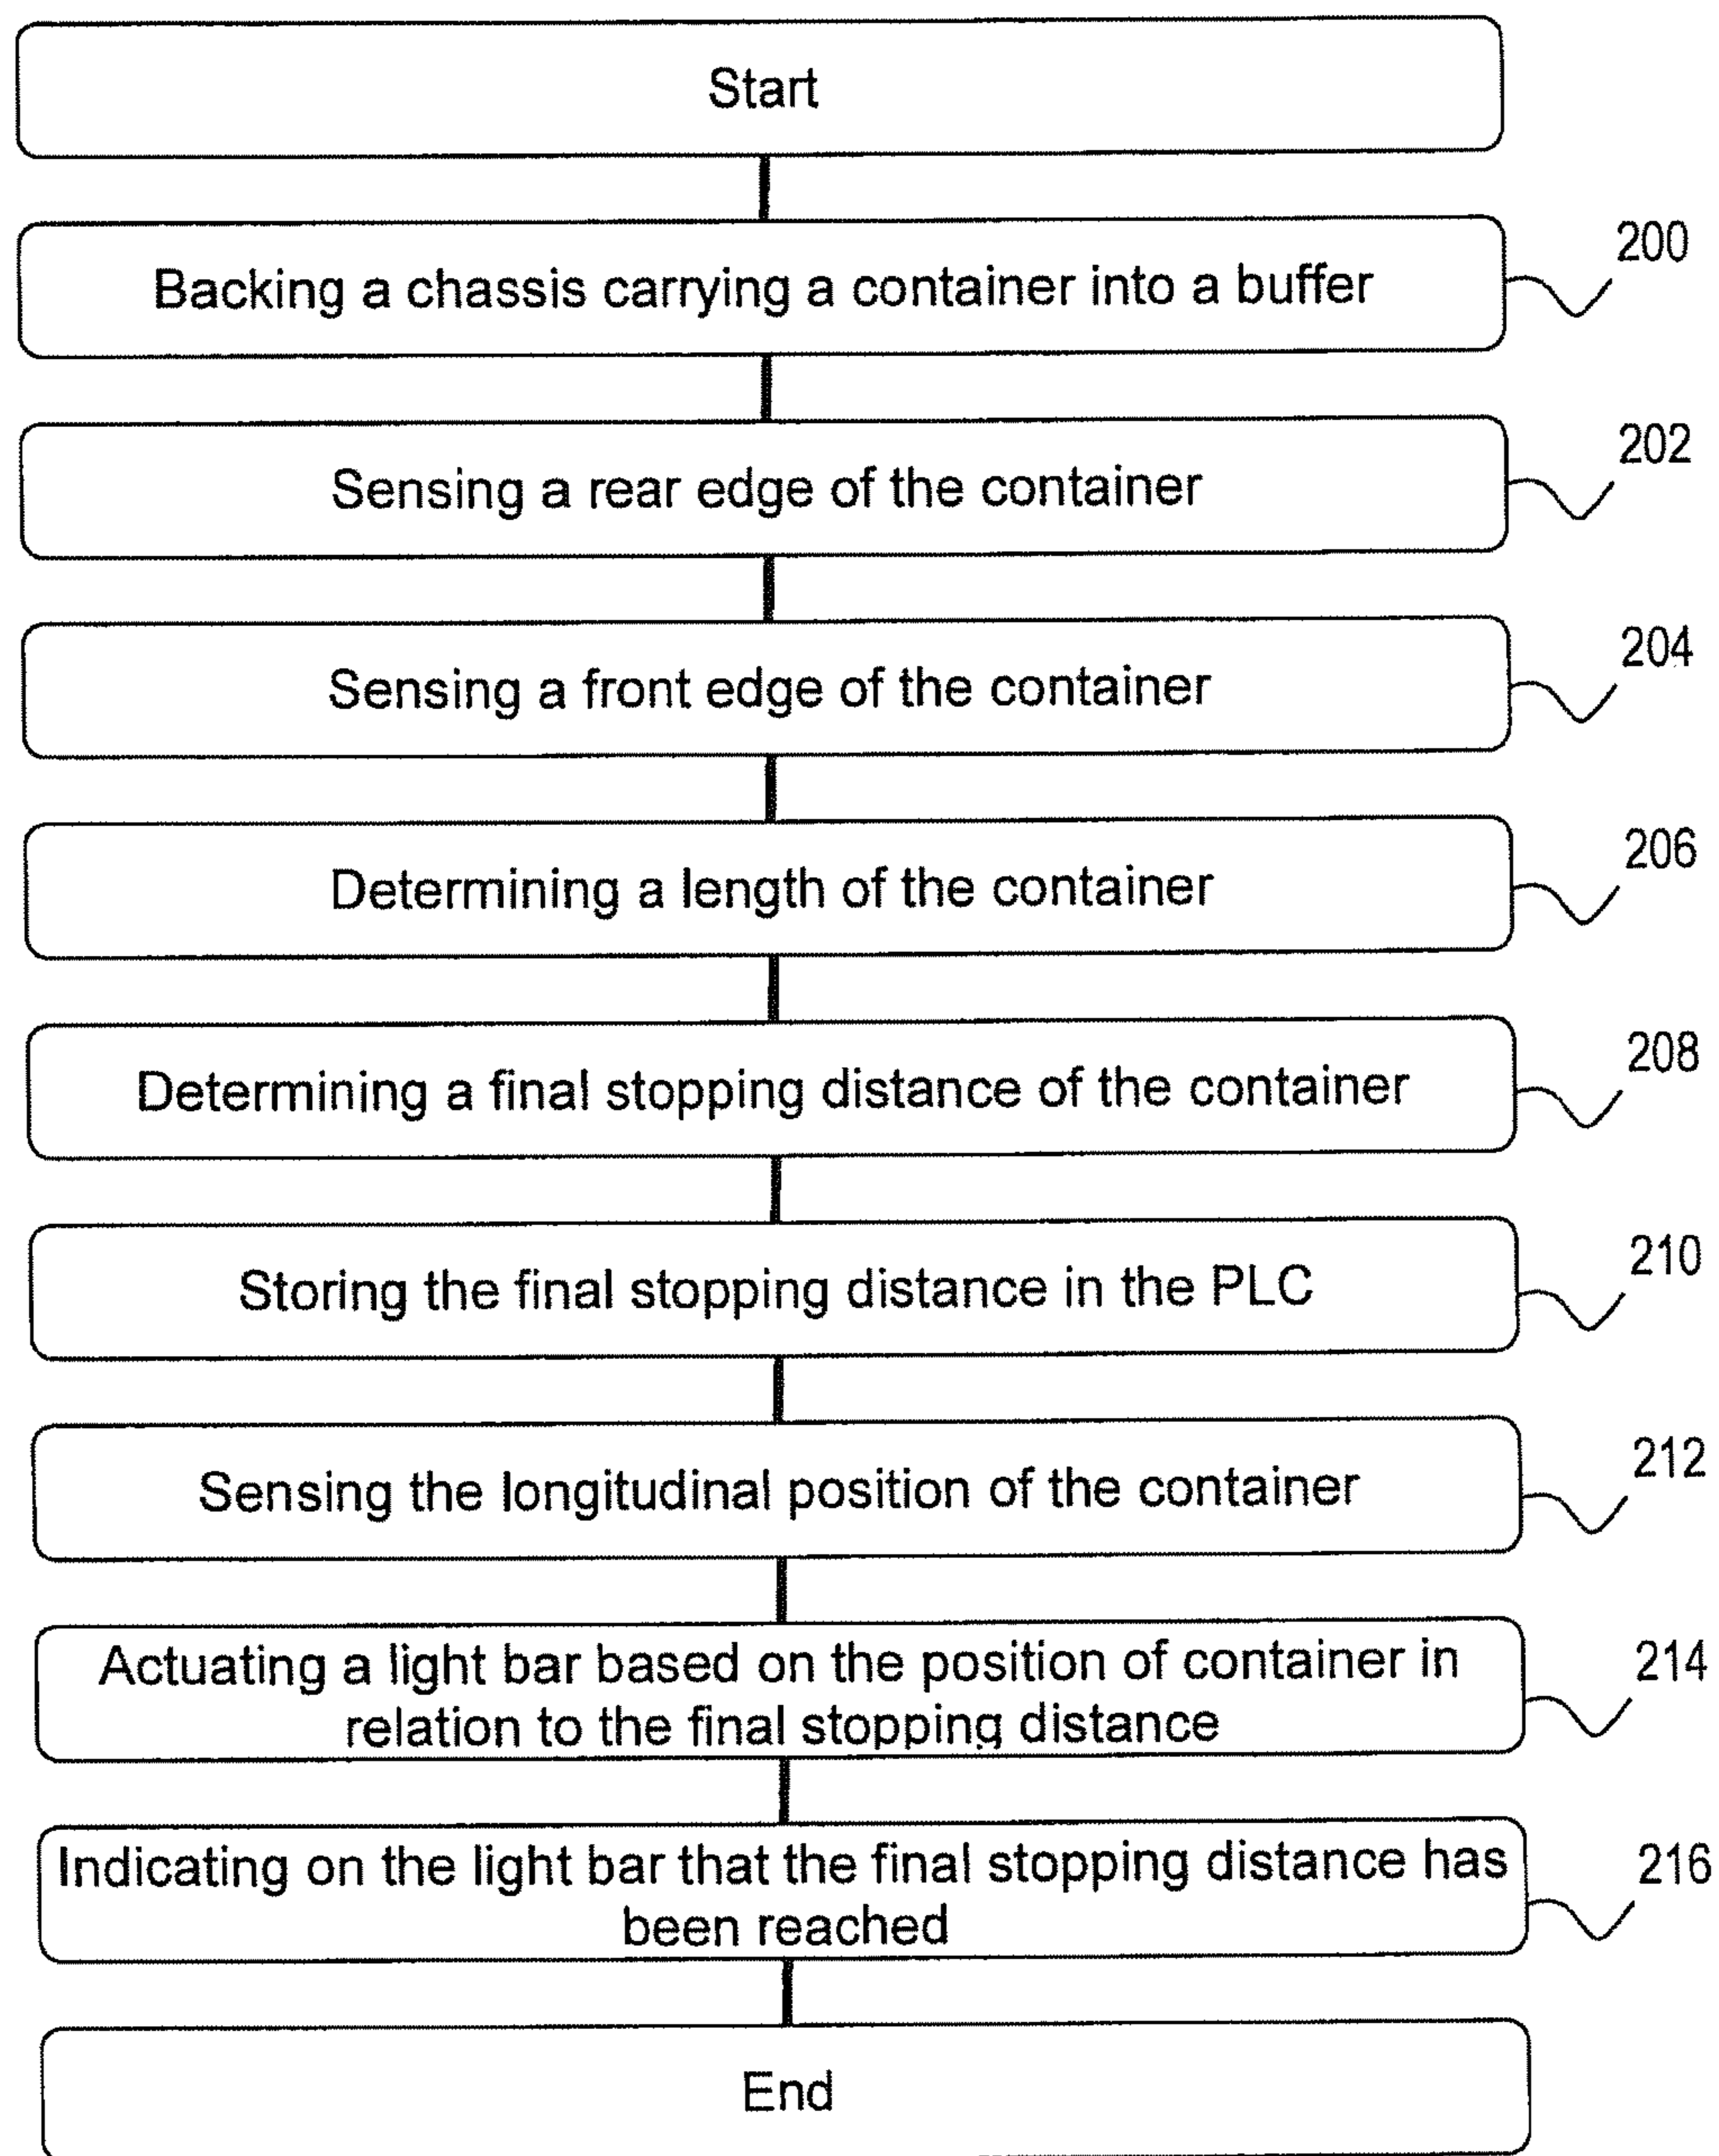 Start
Backing a chassis carrying a container into a buffer
200
Sensing a rear edge of the container
202
Sensing a front edge of the container
204
Determining a length of the container
206
Determining a final stopping distance of the container
208
Storing the final stopping distance in the PLC
210
Sensing the longitudinal position of the container
212
Actuating a light bar based on the position of container in
relation to the final stopping distance
214
Indicating on the light bar that the final stopping distance has
been reached
216
End